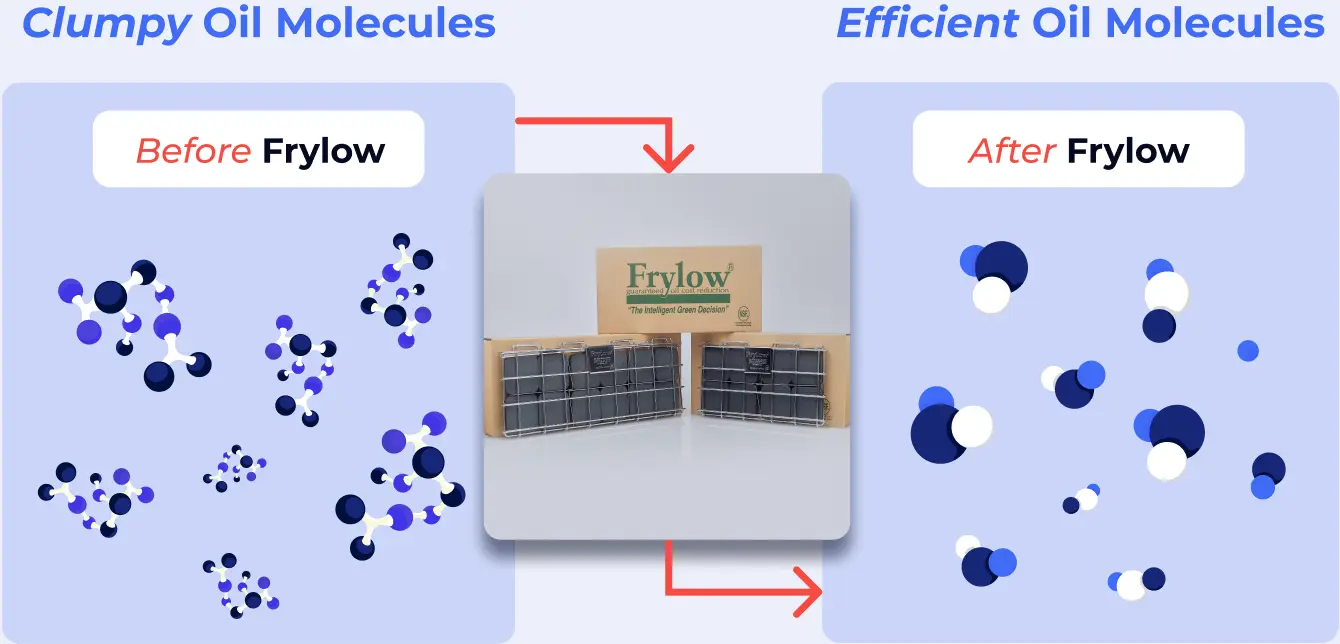 Clumpy Oil Molecules
Efficient Oil Molecules
Before Frylow
After Frylow
Frylow®
guaranteed oil cost reduction
"The Intelligent Green Decision"
NSF